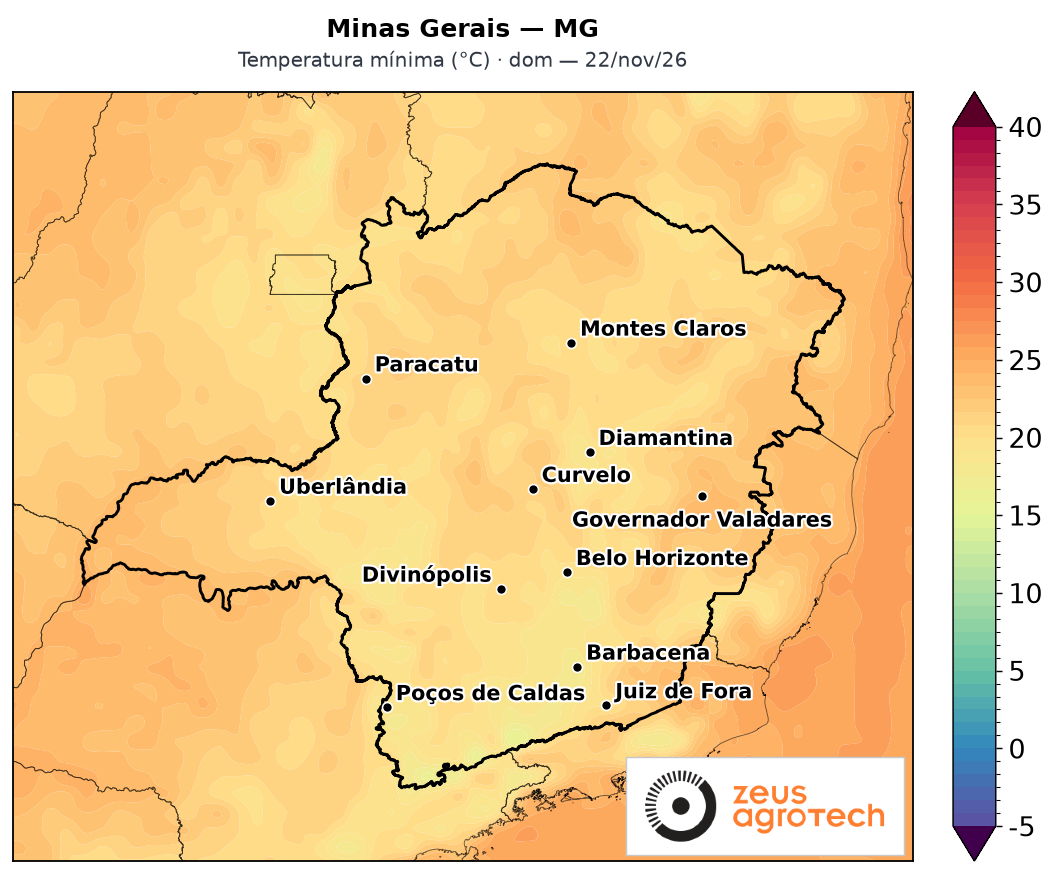 Minas Gerais — MG
Temperatura mínima (°C) · dom — 22/nov/26
40
35
30
25
20
15
10
5
0
-5
Montes Claros
Paracatu
Diamantina
Curvelo
Uberlândia
Governador Valadares
Belo Horizonte
Divinópolis
Barbacena
Poços de Caldas
Juiz de Fora
zeus
agrotech